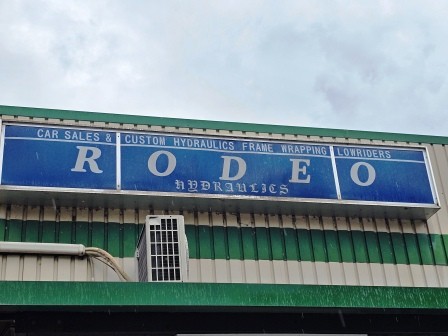 CAR SALES & CUSTOM HYDRAULICS FRAME WRAPPING LOWRIDERS
RODEO
HYDRAULICS